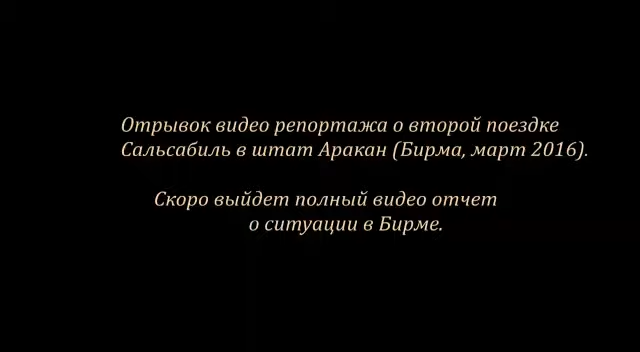 Отрывок видео репортажа о второй поездке
Сальсабиль в штат Аракан (Бирма, март 2016).
Скоро выйдет полный видео отчет
о ситуации в Бирме.